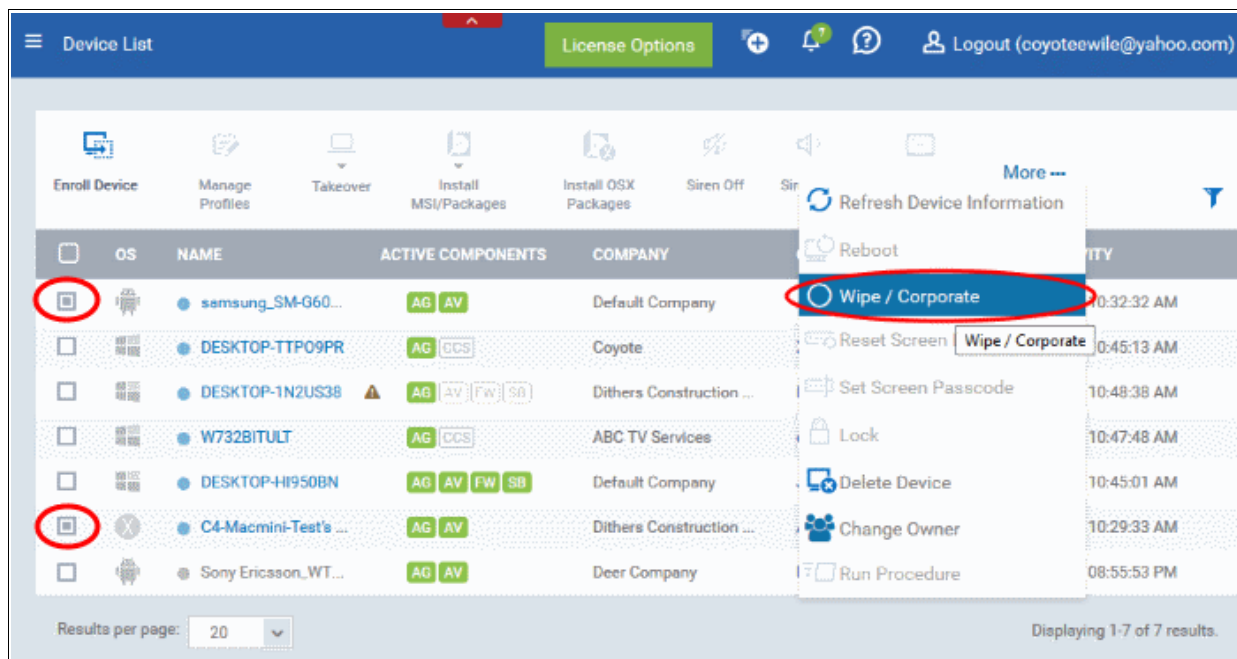 Device List
License Options
7
Logout (coyoteewile@yahoo.com)
Enroll Device
Manage
Profiles
Takeover
Install
MSI/Packages
Install OSX
Packages
Siren Off
Sir
More
Refresh Device Information
Reboot
Wipe / Corporate
Reset Screen
Wipe / Corporate
Set Screen Passcode
Lock
Delete Device
Change Owner
Run Procedure
OS NAME ACTIVE COMPONENTS COMPANY ITY
samsung_SM-G60... AG AV Default Company 10:32:32 AM
DESKTOP-TTPO9PR AG CCS Coyote 0:45:13 AM
DESKTOP-1N2US38 AG AV FW SB Dithers Construction ... 10:48:38 AM
W732BITULT AG CCS ABC TV Services 10:47:48 AM
DESKTOP-HI950BN AG AV FW SB Default Company 10:45:01 AM
C4-Macmini-Test's ... AG AV Dithers Construction ... 10:29:33 AM
Sony Ericsson_WT... AG AV Deer Company 08:55:53 PM
Results per page: 20
Displaying 1-7 of 7 results.